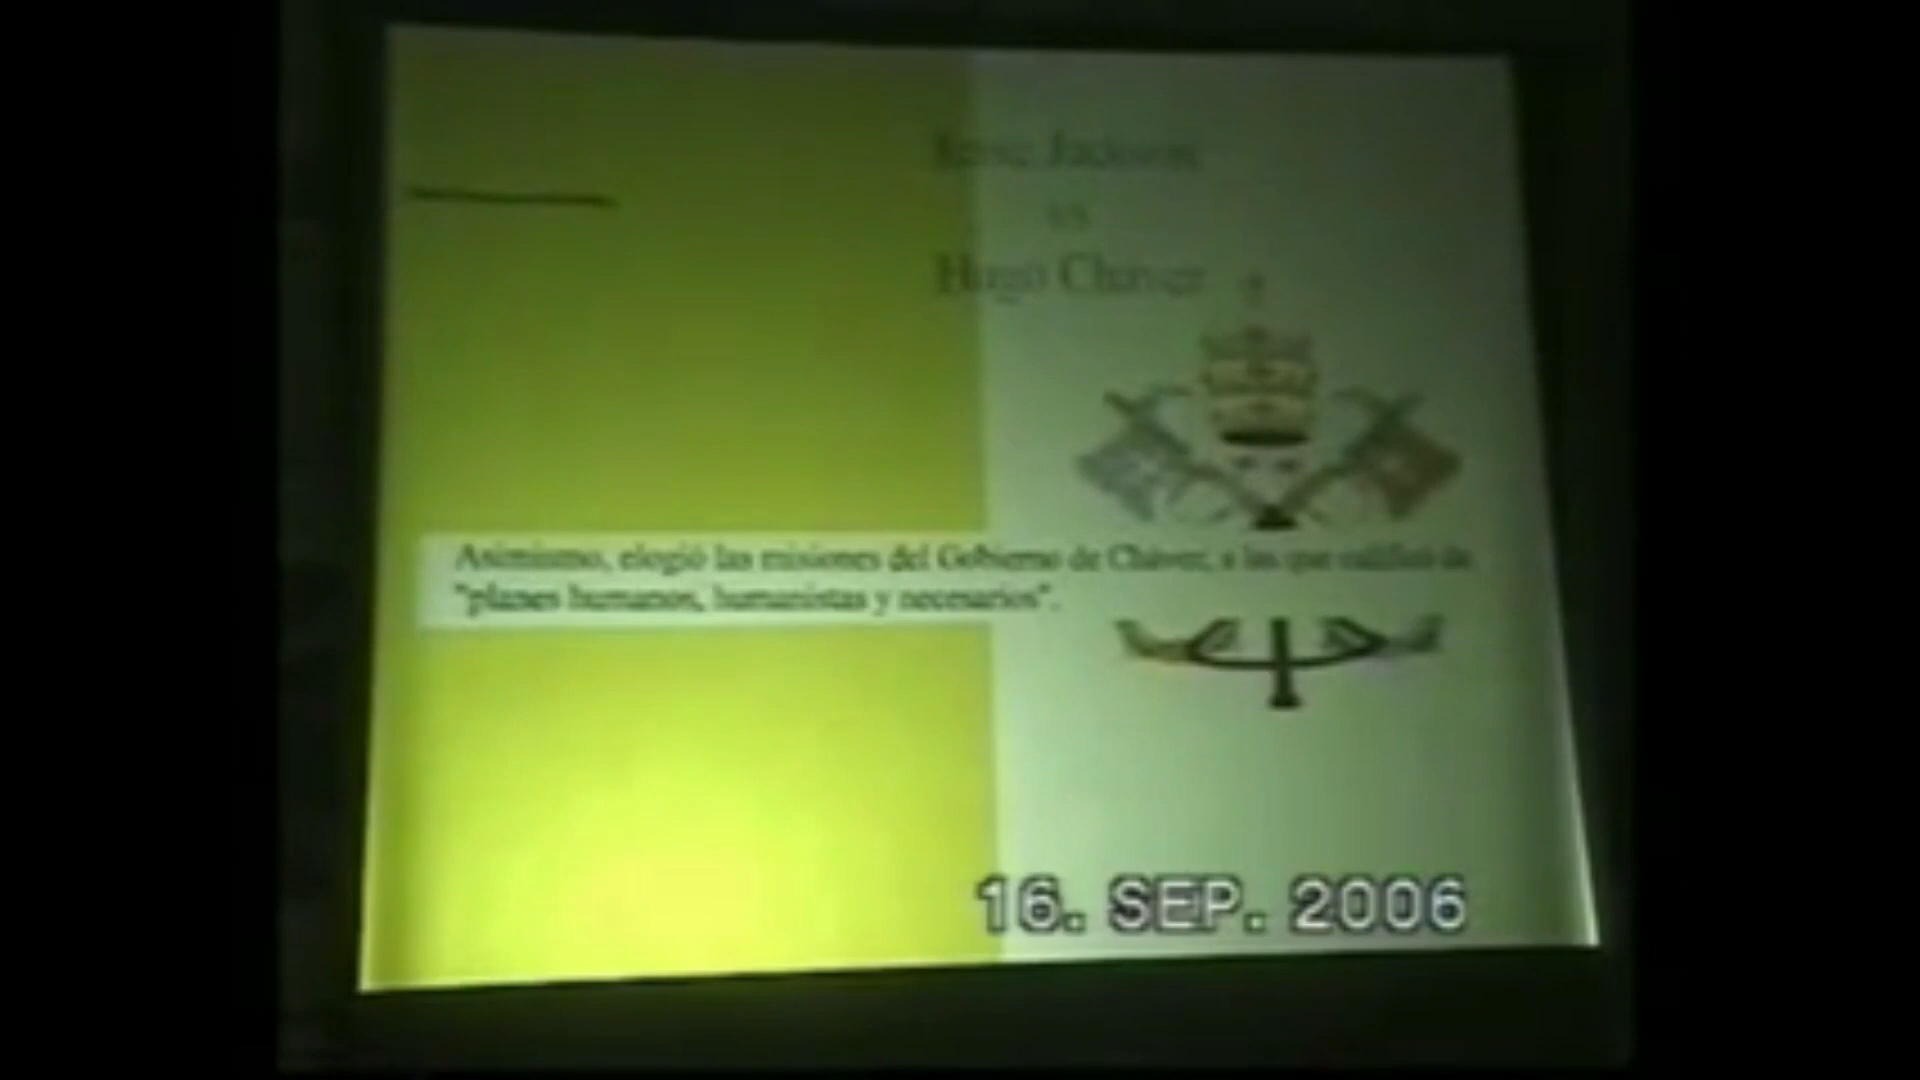 Jesse Jackson
vs
Hugo Chávez
Asimismo, elogió las misiones del Gobierno de Chávez, a las que calificó de
"planes humanos, humanistas y necesarios".
16. SEP. 2006